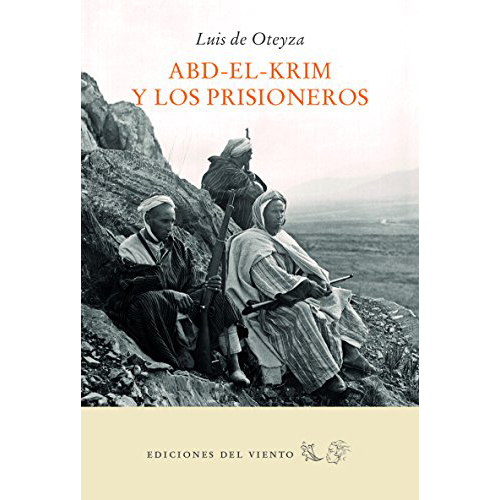 Luis de Oteyza
ABD-EL-KRIM
Y LOS PRISIONEROS
EDICIONES DEL VIENTO